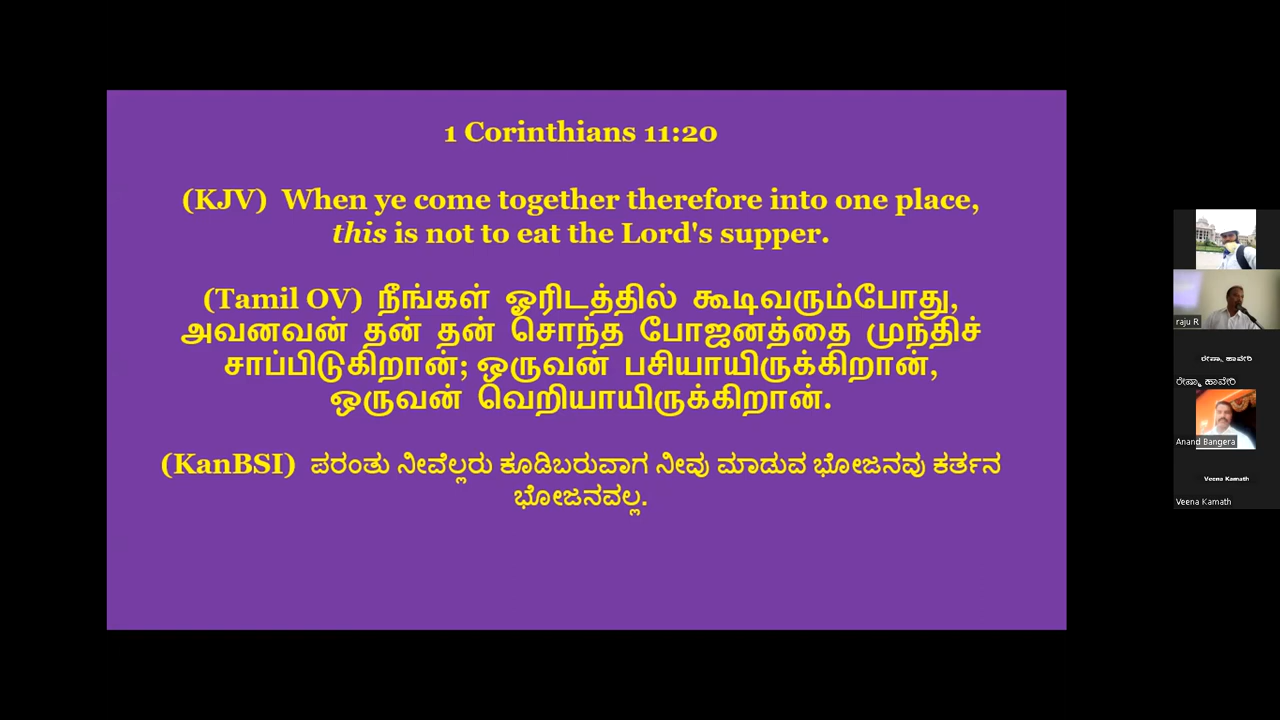 1 Corinthians 11:20
(KJV) When ye come together therefore into one place,
this is not to eat the Lord's supper.
(Tamil OV) நீங்கள் ஓரிடத்தில் கூடிவரும்போது,
அவனவன் தன் தன் சொந்த போஜனத்தை முந்திச்
சாப்பிடுகிறான்; ஒருவன் பசியாயிருக்கிறான்,
ஒருவன் வெறியாயிருக்கிறான்.
(KanBSI) ಪರಂತು ನೀವೆಲ್ಲರು ಕೂಡಿಬರುವಾಗ ನೀವು ಮಾಡುವ ಭೋಜನವು ಕರ್ತನ
ಭೋಜನವಲ್ಲ.
raju R
ಹಾವೇರಿ
ಹಾವೇರಿ
Anand Bangera
Veena Kamath
Veena Kamath